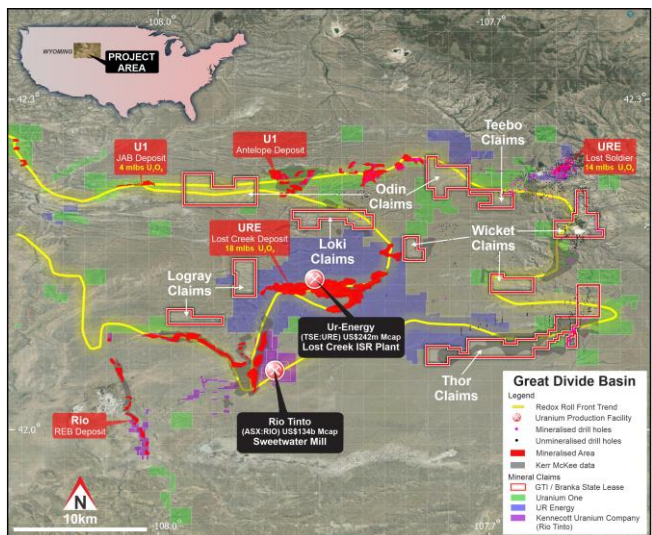 -108.0
-107.7
WYOMING
PROJECT
AREA
42.3
42.3
Teebo
Claims
U1
JAB Deposit
4 mlbs U₃O₈
U1
Antelope Deposit
URE
Lost Soldier
14 mlbs U₃O₈
Odin
Claims
URE
Lost Creek Deposit
18 mlbs U₃O₈
Loki
Claims
Wicket
Claims
Logray
Claims
Ur-Energy
(TSE:URE) US$242m Mcap
Lost Creek ISR Plant
Thor
Claims
Rio
REB Deposit
Rio Tinto
(ASX:RIO) US$134b Mcap
Sweetwater Mill
42.0
N
10km
-108.0
-107.7
Great Divide Basin
Legend
Redox Roll Front Trend
Uranium Production Facility
Mineralised drill holes
Unmineralised drill holes
Mineralised Area
Kerr McKee data
Mineral Claims
GTI / Branka State Lease
Uranium One
UR Energy
Kennecott Uranium Company
(Rio Tinto)